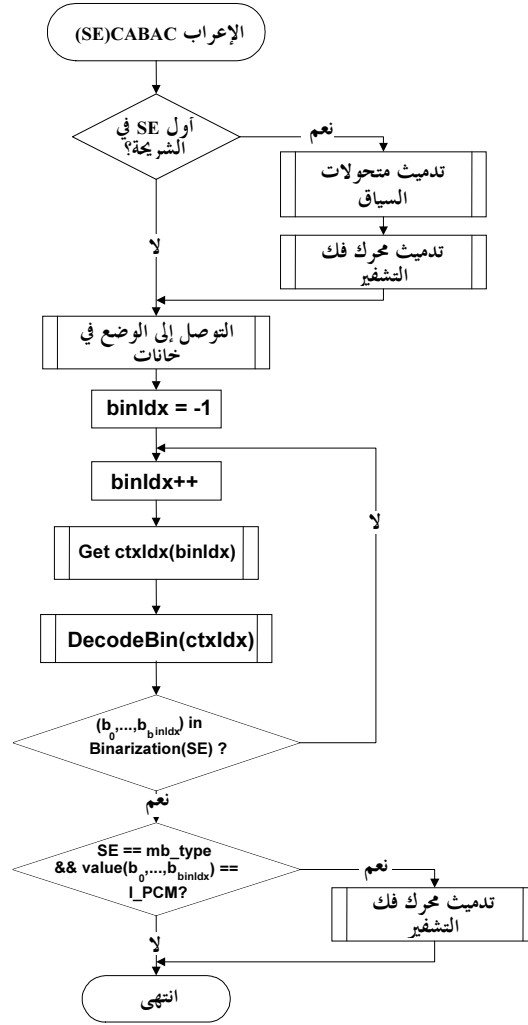 الإعراب CABAC(SE)
أول SE في
الشريحة؟
نعم
تدميث متحولات
السياق
لا
تدميث محرك فك
التشفير
التوصل إلى الوضع في
خانات
binIdx = -1
binIdx++
لا
Get ctxIdx(binIdx)
DecodeBin(ctxIdx)
(b0,...,bbinIdx) in
Binarization(SE) ?
نعم
SE == mb_type
&& value(b0,...,bbinIdx) ==
I_PCM?
نعم
تدميث محرك فك
التشفير
لا
انتهى